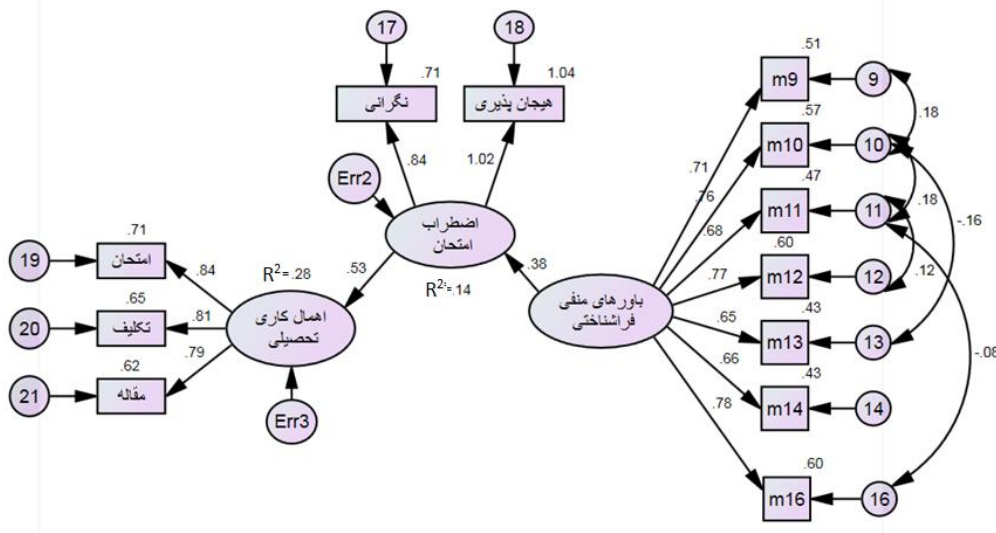 17
18
.71
1.04
نگرانی
هیجان پذیری
.84
1.02
Err2
اضطراب
امتحان
R²=.14
.38
باورهای منفی
فراشناختی
.53
R²=.28
اهمال کاری
تحصیلی
Err3
19
.71
امتحان
.84
20
.65
تکلیف
.81
21
.62
مقاله
.79
.51
m9
9
.71
.18
.57
m10
10
.76
.47
m11
11
.68
.18
-.16
.60
m12
12
.77
.12
.43
m13
13
.65
-.08
.43
m14
14
.66
.78
.60
m16
16